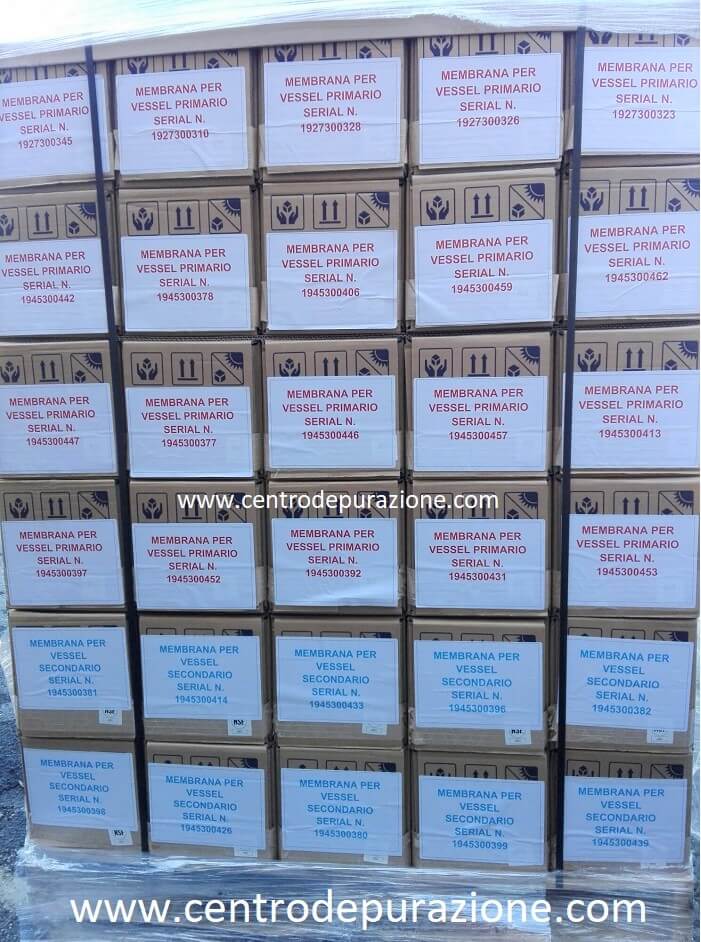 MEMBRANA PER
VESSEL PRIMARIO
SERIAL N.
1927300345
MEMBRANA PER
VESSEL PRIMARIO
SERIAL N.
1927300310
MEMBRANA PER
VESSEL PRIMARIO
SERIAL N.
1927300328
MEMBRANA PER
VESSEL PRIMARIO
SERIAL N.
1927300326
MEMBRANA PER
VESSEL PRIMARIO
SERIAL N.
1927300323
MEMBRANA PER
VESSEL PRIMARIO
SERIAL N.
1945300442
MEMBRANA PER
VESSEL PRIMARIO
SERIAL N.
1945300378
MEMBRANA PER
VESSEL PRIMARIO
SERIAL N.
1945300406
MEMBRANA PER
VESSEL PRIMARIO
SERIAL N.
1945300459
MEMBRANA PER
VESSEL PRIMARIO
SERIAL N.
1945300462
MEMBRANA PER
VESSEL PRIMARIO
SERIAL N.
1945300447
MEMBRANA PER
VESSEL PRIMARIO
SERIAL N.
1945300377
MEMBRANA PER
VESSEL PRIMARIO
SERIAL N.
1945300446
MEMBRANA PER
VESSEL PRIMARIO
SERIAL N.
1945300457
MEMBRANA PER
VESSEL PRIMARIO
SERIAL N.
1945300413
www.centrodepurazione.com
MEMBRANA PER
VESSEL PRIMARIO
SERIAL N.
1945300397
MEMBRANA PER
VESSEL PRIMARIO
SERIAL N.
1945300452
MEMBRANA PER
VESSEL PRIMARIO
SERIAL N.
1945300392
MEMBRANA PER
VESSEL PRIMARIO
SERIAL N.
1945300431
MEMBRANA PER
VESSEL PRIMARIO
SERIAL N.
1945300453
MEMBRANA PER
VESSEL
SECONDARIO
SERIAL N.
1945300381
NSF
MEMBRANA PER
VESSEL
SECONDARIO
SERIAL N.
1945300414
NSF
MEMBRANA PER
VESSEL
SECONDARIO
SERIAL N.
1945300433
MEMBRANA PER
VESSEL
SECONDARIO
SERIAL N.
1945300396
NSF
MEMBRANA PER
VESSEL
SECONDARIO
SERIAL N.
1945300382
MEMBRANA PER
VESSEL
SECONDARIO
SERIAL N.
1945300398
NSF
MEMBRANA PER
VESSEL
SECONDARIO
SERIAL N.
1945300426
MEMBRANA PER
VESSEL
SECONDARIO
SERIAL N.
1945300380
MEMBRANA PER
VESSEL
SECONDARIO
SERIAL N.
1945300399
MEMBRANA PER
VESSEL
SECONDARIO
SERIAL N.
1945300439
www.centrodepurazione.com